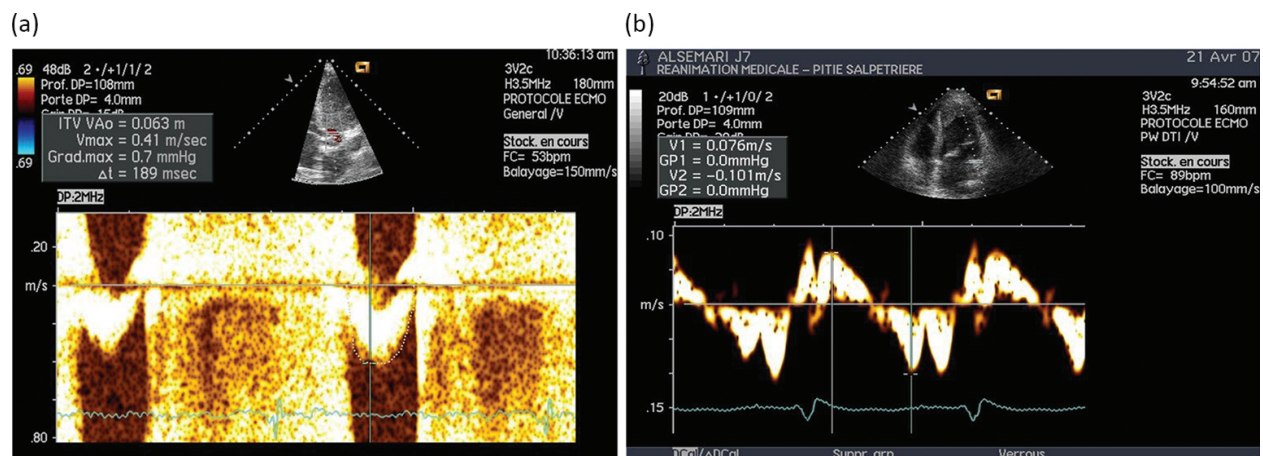 (a)
10:36:13 am
.69
48dB 2 •/+1/1/ 2
Prof. DP=108mm
Porte DP= 4.0mm
Gain DP= -15dB
ITV VAo = 0.063 m
Vmax = 0.41 m/sec
Grad.max = 0.7 mmHg
Δt = 189 msec
.69
3V2c
H3.5MHz 180mm
PROTOCOLE ECMO
General /V
Stock. en cours
FC= 53bpm
Balayage=150mm/s
DP:2MHz
.20
m/s
.80
(b)
ALSEMARI J7
REANIMATION MEDICALE - PITIE SALPETRIERE
21 Avr 07
9:54:52 am
20dB 1 •/+1/0/ 2
Prof. DP=109mm
Porte DP= 4.0mm
V1 = 0.076m/s
GP1 = 0.0mmHg
V2 = -0.101m/s
GP2 = 0.0mmHg
3V2c
H3.5MHz 160mm
PROTOCOLE ECMO
PW DTI /V
Stock. en cours
FC= 89bpm
Balayage=100mm/s
DP:2MHz
.10
m/s
.15
DCal/△DCal Suppr. grp Verrous